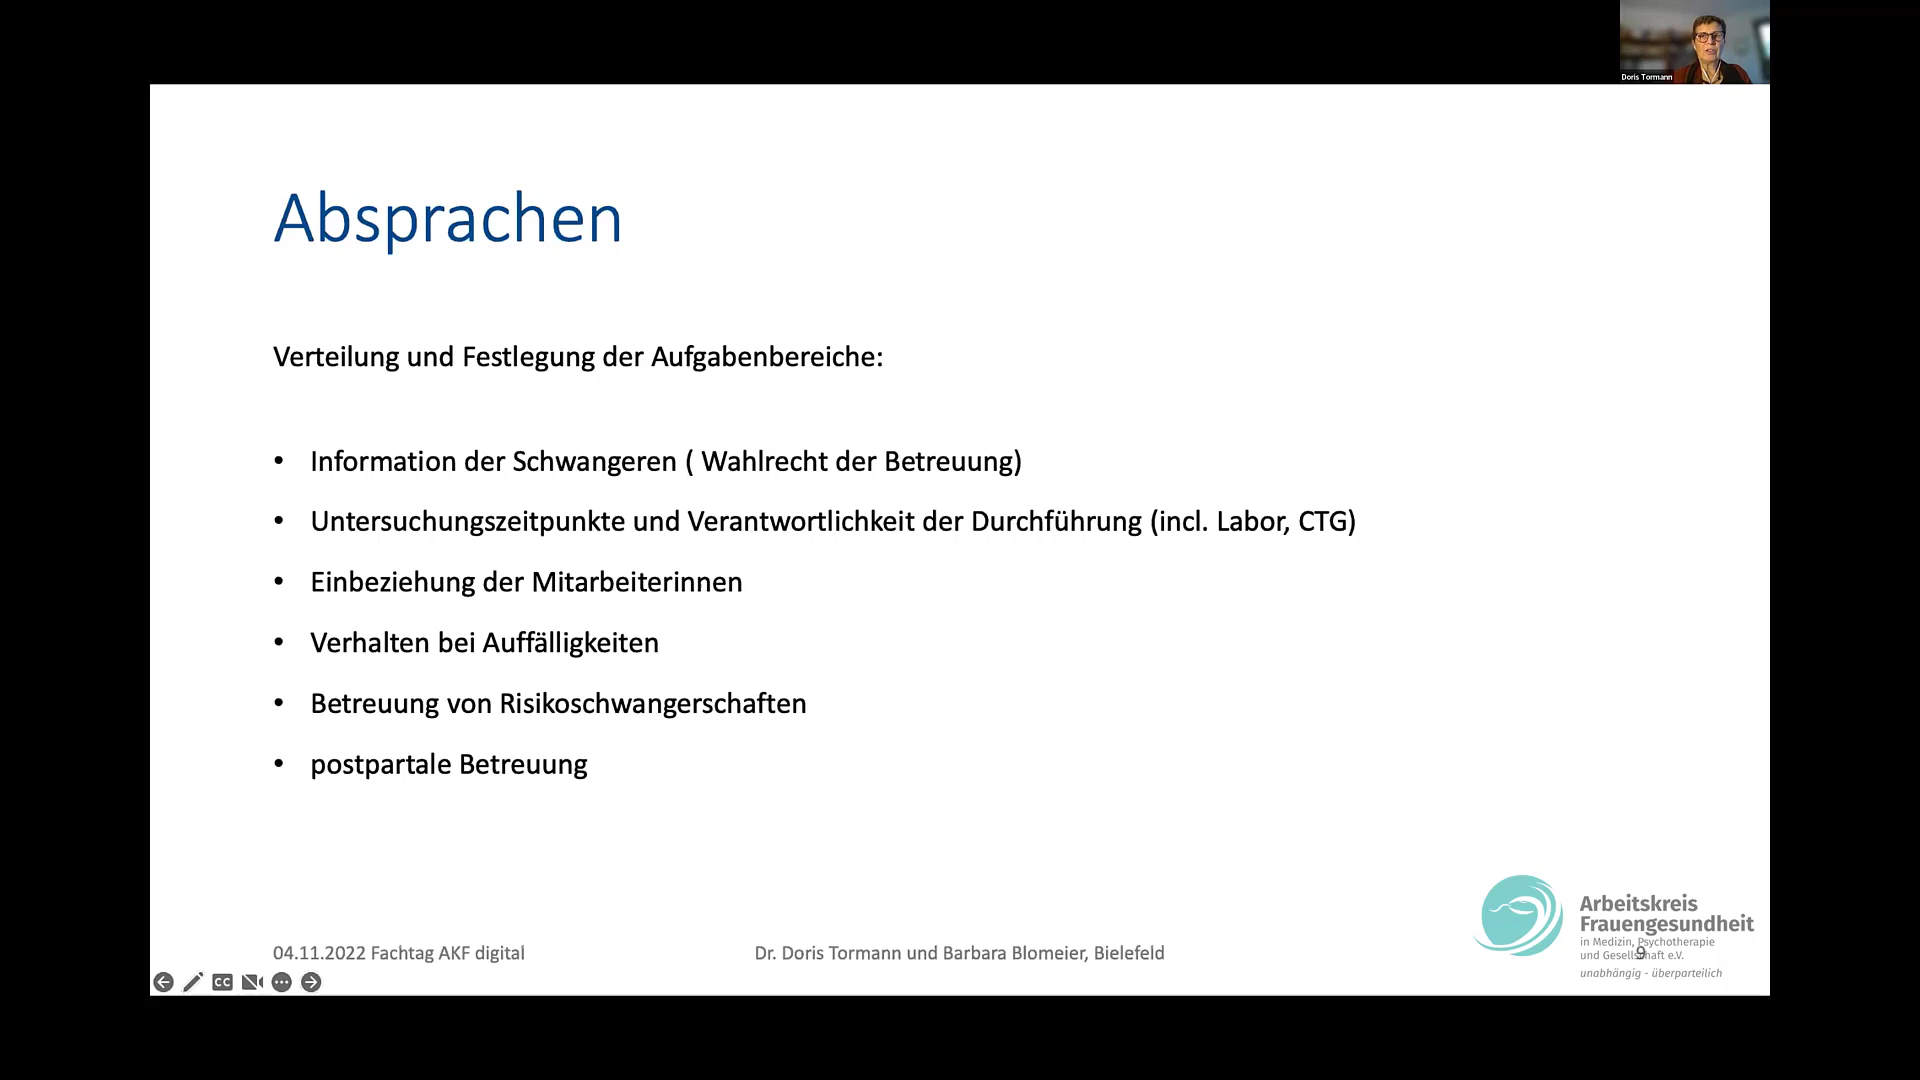 Doris Tormann
Absprachen
Verteilung und Festlegung der Aufgabenbereiche:
• Information der Schwangeren ( Wahlrecht der Betreuung)
• Untersuchungszeitpunkte und Verantwortlichkeit der Durchführung (incl. Labor, CTG)
• Einbeziehung der Mitarbeiterinnen
• Verhalten bei Auffälligkeiten
• Betreuung von Risikoschwangerschaften
• postpartale Betreuung
Arbeitskreis
Frauengesundheit
in Medizin, Psychotherapie
und Gesellschaft e.V.
unabhängig - überparteilich
04.11.2022 Fachtag AKF digital
Dr. Doris Tormann und Barbara Blomeier, Bielefeld
9
CC